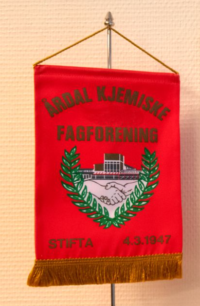 ÅRDAL KJEMISKE
FAGFORENING
STIFTA 4.3.1947